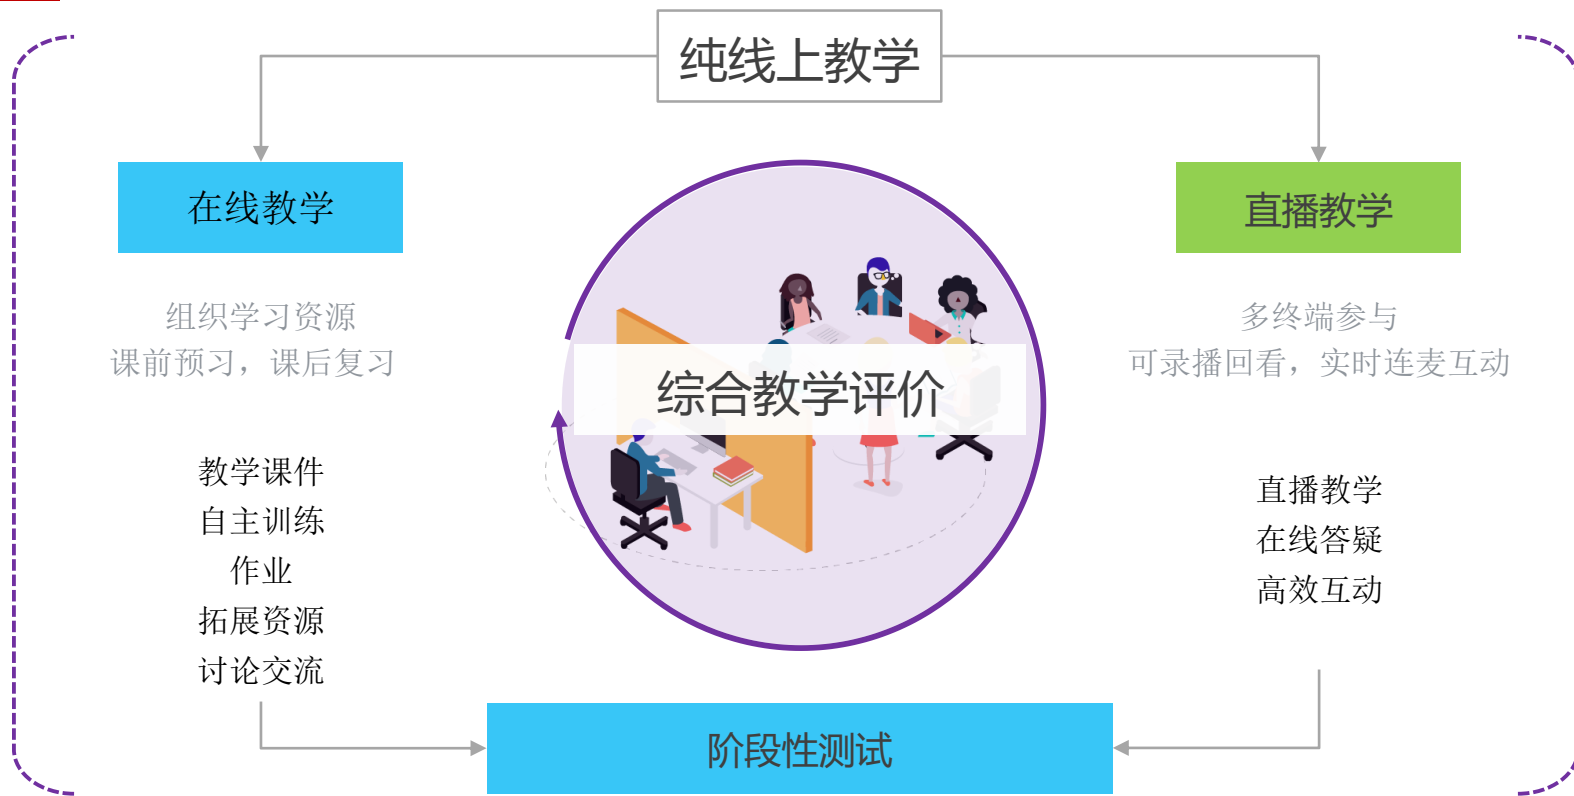 纯线上教学
在线教学
组织学习资源
课前预习，课后复习
教学课件
自主训练
作业
拓展资源
讨论交流
综合教学评价
直播教学
多终端参与
可录播回看，实时连麦互动
直播教学
在线答疑
高效互动
阶段性测试